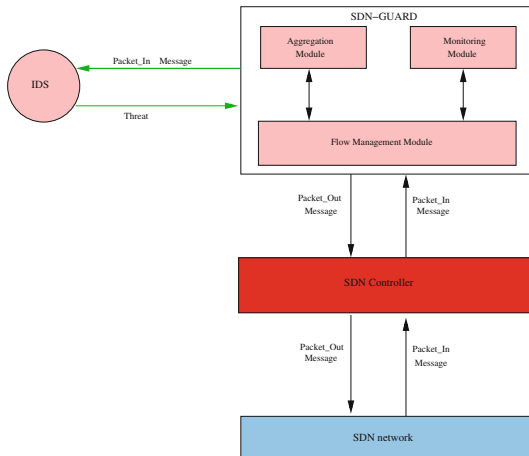 SDN-GUARD
Aggregation
Module
Monitoring
Module
Packet_In Message
IDS
Threat
Flow Management Module
Packet_Out
Message
Packet_In
Message
SDN Controller
Packet_Out
Message
Packet_In
Message
SDN network